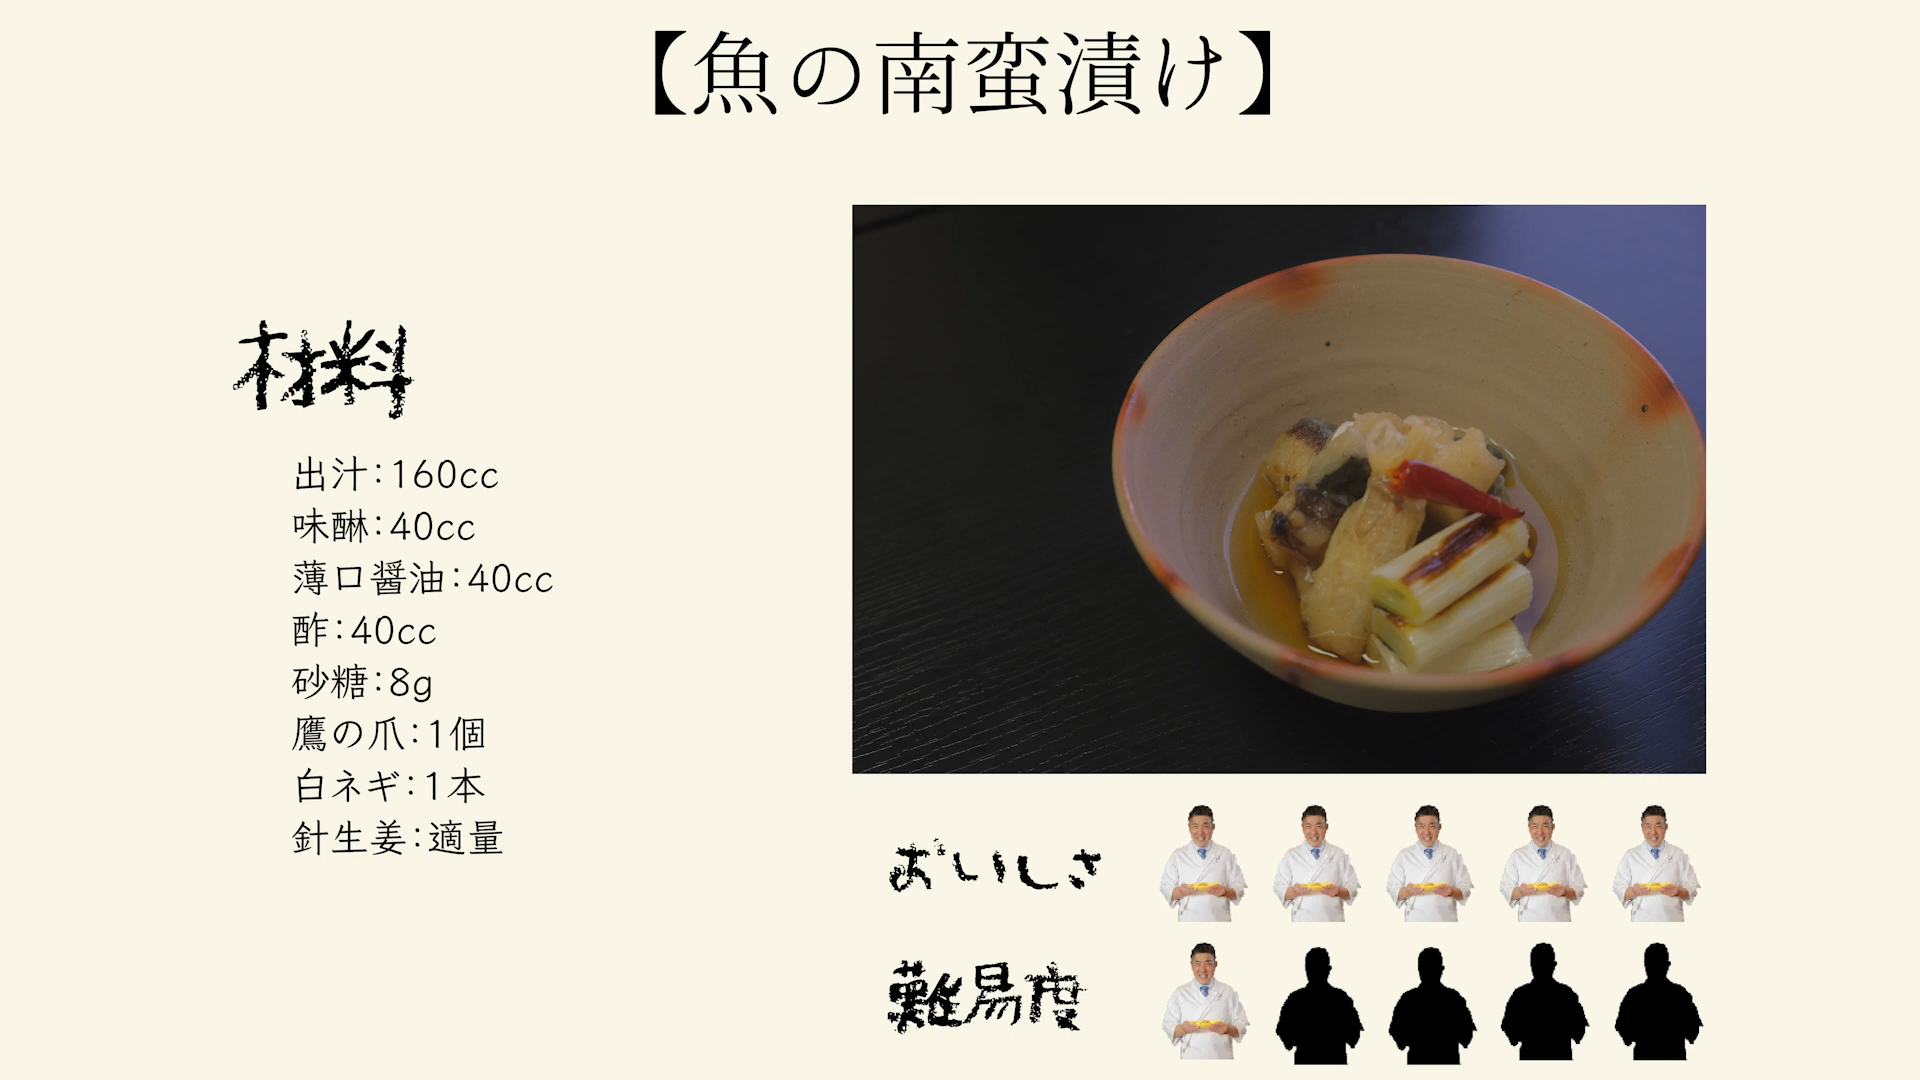 【魚の南蛮漬け】
材料
出汁：160cc
味醂：40cc
薄口醤油：40cc
酢：40cc
砂糖：8g
鷹の爪：1個
白ネギ：1本
針生姜：適量
おいしさ
難易度